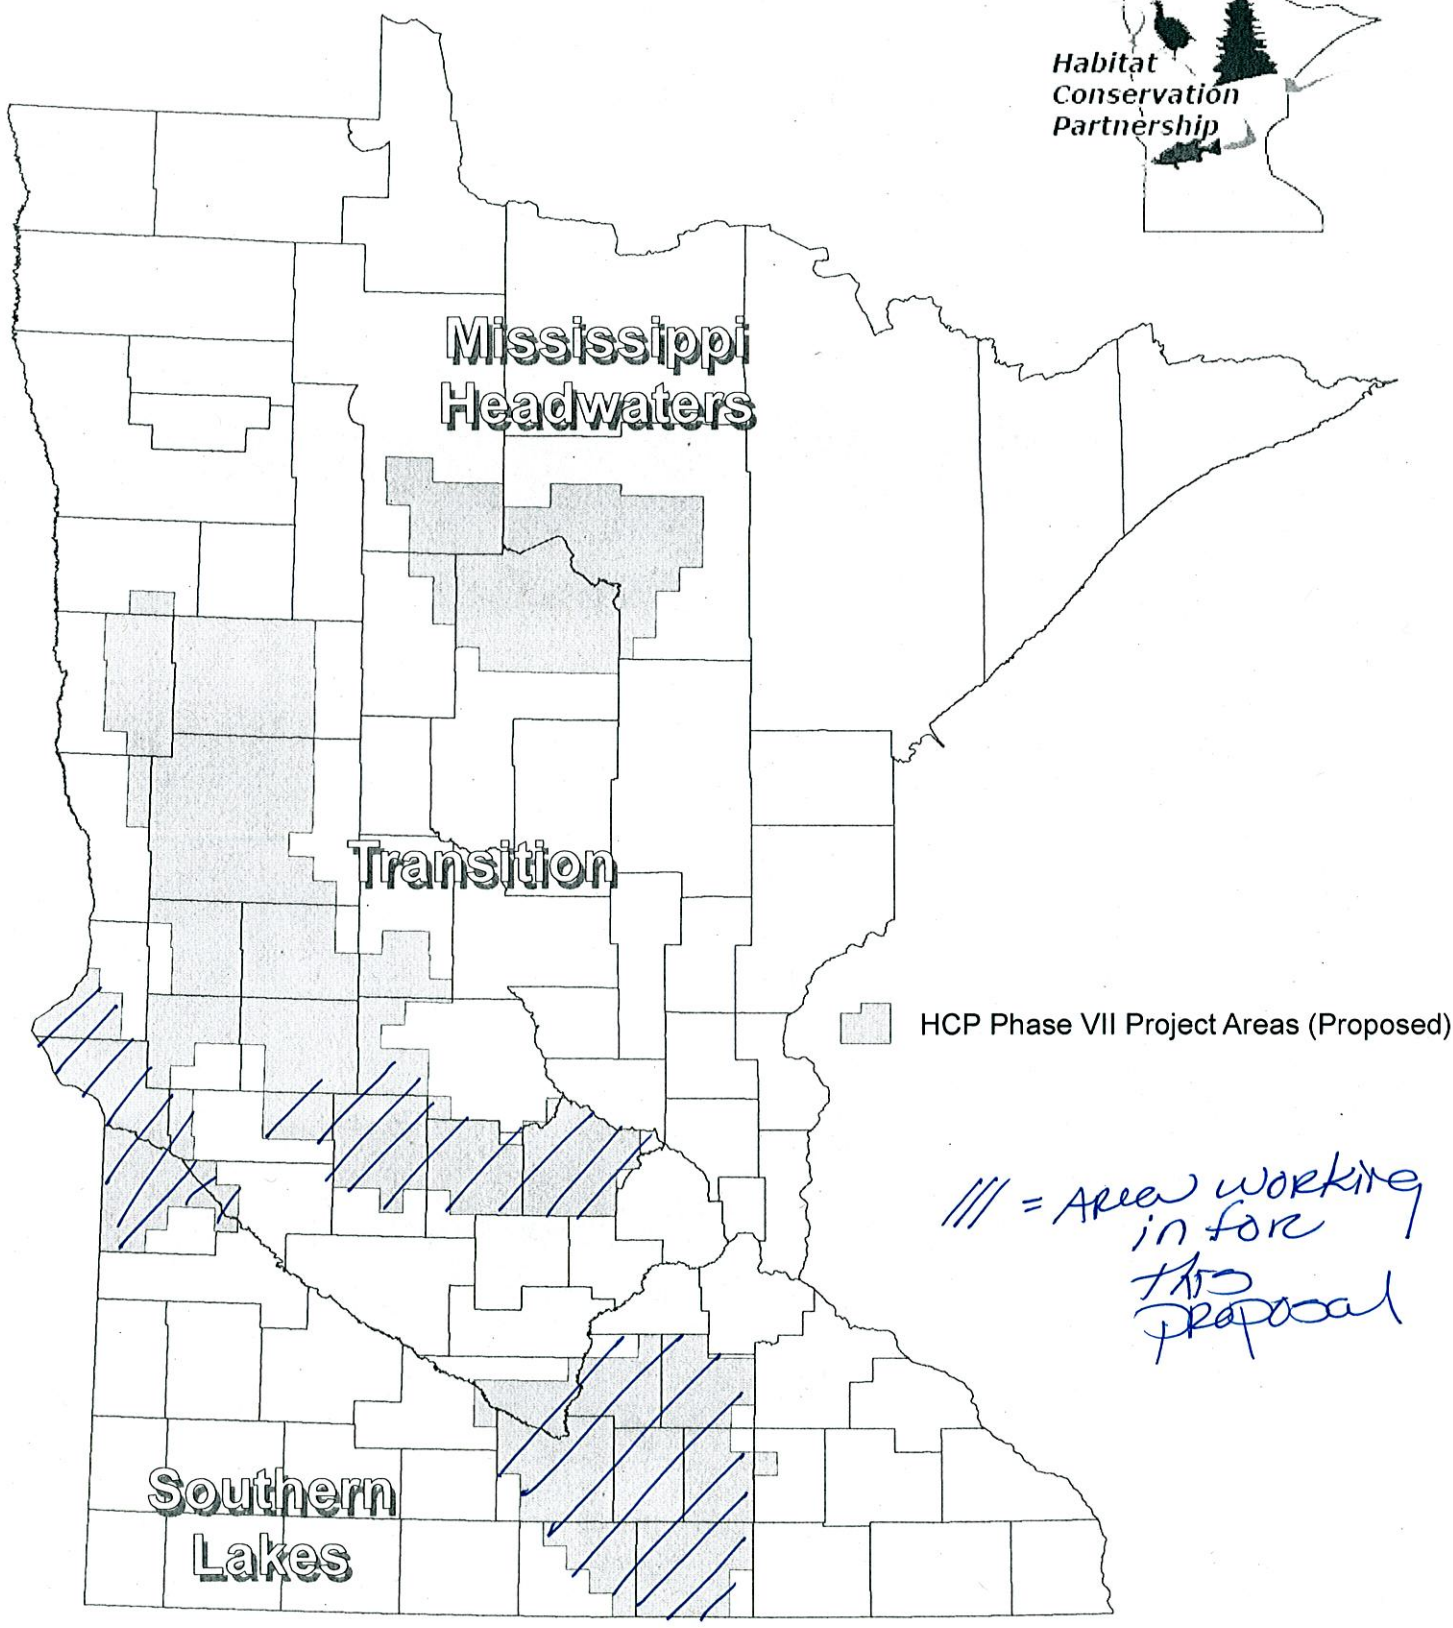 Habitat
Conservation
Partnership
Mississippi
Headwaters
Transition
HCP Phase VII Project Areas (Proposed)
/// = Area working
in for
this
proposal
Southern
Lakes